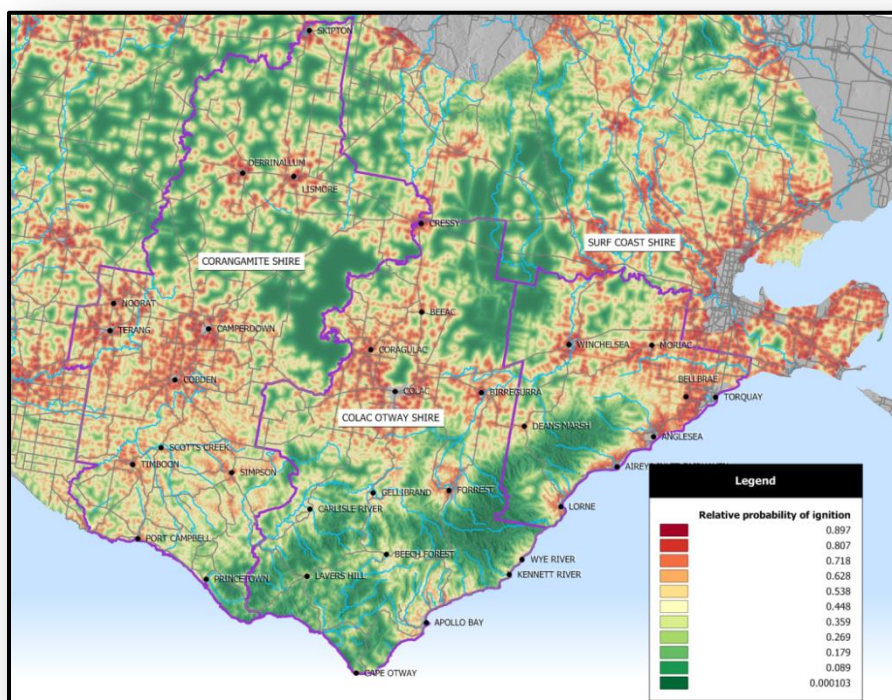 SKIPTON
DERRINALLUM
LISMORE
CRESSY
SURF COAST SHIRE
CORANGAMITE SHIRE
NOORAT
BEEAC
TERANG
CAMPERDOWN
CORAGULAC
WINCHELSEA
MORIAC
COBDEN
COLAC
BIRREGURRA
BELLBRAE
TORQUAY
COLAC OTWAY SHIRE
DEANS MARSH
ANGLESEA
SCOTTS CREEK
TIMBOON
SIMPSON
AIREYS
GELLIBRAND
FORREST
CARLISLE RIVER
LORNE
PORT CAMPBELL
BEECH FOREST
WYE RIVER
LAVERS HILL
KENNETT RIVER
PRINCETOWN
APOLLO BAY
CAPE OTWAY
Legend
Relative probability of ignition
0.897
0.807
0.718
0.628
0.538
0.448
0.359
0.269
0.179
0.089
0.000103